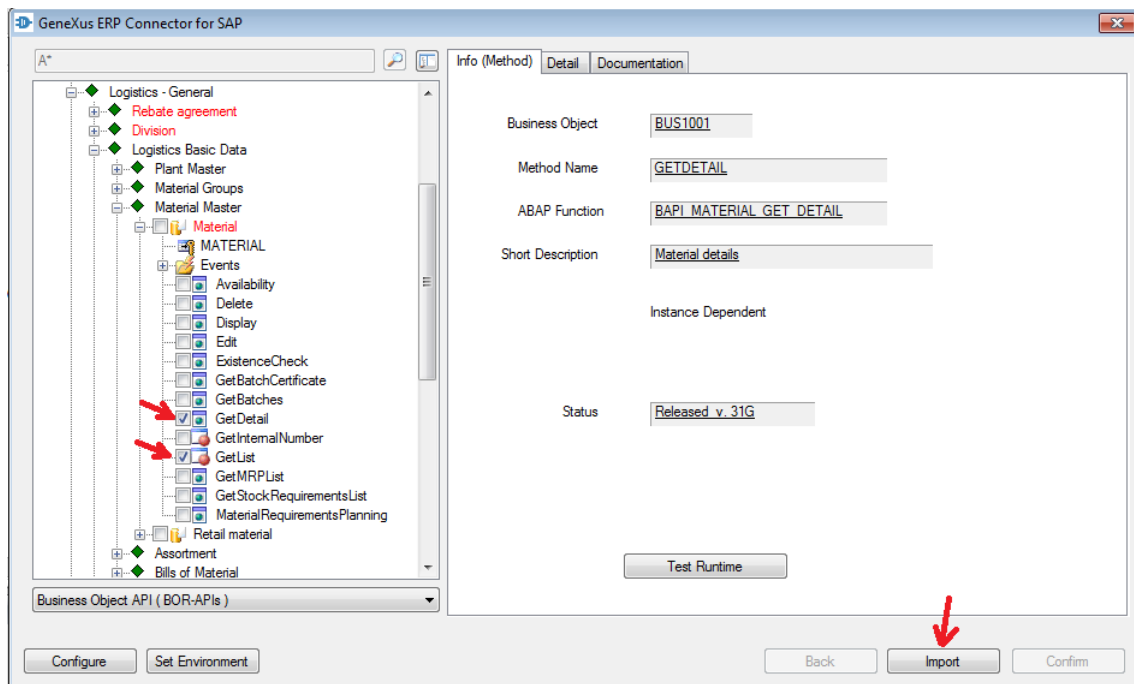 GeneXus ERP Connector for SAP
A*
Logistics - General
Rebate agreement
Division
Logistics Basic Data
Plant Master
Material Groups
Material Master
Material
MATERIAL
Events
Availability
Delete
Display
Edit
ExistenceCheck
GetBatchCertificate
GetBatches
GetDetail
GetInternalNumber
GetList
GetMRPList
GetStockRequirementsList
MaterialRequirementsPlanning
Retail material
Assortment
Bills of Material
Business Object API ( BOR-APIs )
Info (Method) Detail Documentation
Business Object BUS1001
Method Name GETDETAIL
ABAP Function BAPI_MATERIAL_GET_DETAIL
Short Description Material details
Instance Dependent
Status Released v. 31G
Test Runtime
Configure Set Environment Back Import Confirm